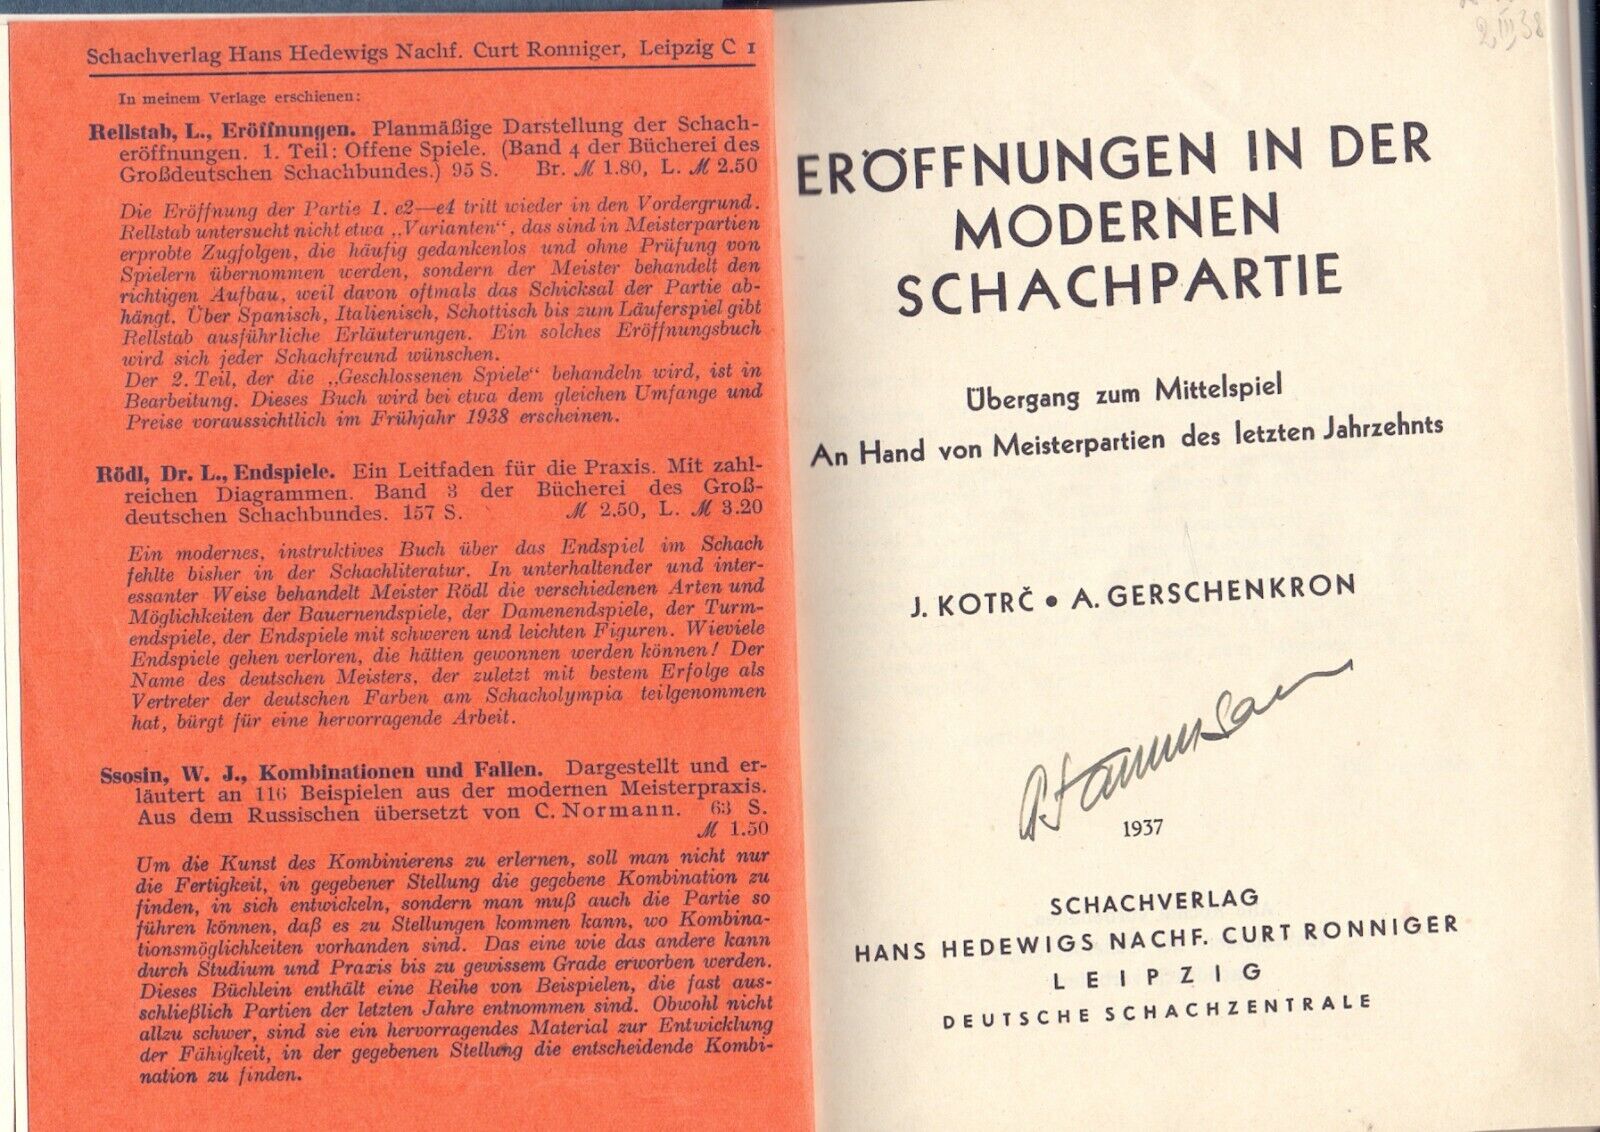 Schachverlag Hans Hedewigs Nachf. Curt Ronniger, Leipzig C 1
In meinem Verlage erschienen:
Rellstab, L., Eröffnungen. Planmäßige Darstellung der Schach-
eröffnungen. 1. Teil: Offene Spiele. (Band 4 der Bücherei des
Großdeutschen Schachbundes.) 95 S. Br. ℳ 1.80, L. ℳ 2.50
Die Eröffnung der Partie 1. e2—e4 tritt wieder in den Vordergrund.
Rellstab untersucht nicht etwa „Varianten“, das sind in Meisterpartien
erprobte Zugfolgen, die häufig gedankenlos und ohne Prüfung von
Spielern übernommen werden, sondern der Meister behandelt den
richtigen Aufbau, weil davon oftmals das Schicksal der Partie ab-
hängt. Über Spanisch, Italienisch, Schottisch bis zum Läuferspiel gibt
Rellstab ausführliche Erläuterungen. Ein solches Eröffnungsbuch
wird sich jeder Schachfreund wünschen.
Der 2. Teil, der die „Geschlossenen Spiele“ behandeln wird, ist in
Bearbeitung. Dieses Buch wird bei etwa dem gleichen Umfange und
Preise voraussichtlich im Frühjahr 1938 erscheinen.
Rödl, Dr. L., Endspiele. Ein Leitfaden für die Praxis. Mit zahl-
reichen Diagrammen. Band 3 der Bücherei des Groß-
deutschen Schachbundes. 157 S. ℳ 2.50, L. ℳ 3.20
Ein modernes, instruktives Buch über das Endspiel im Schach
fehlte bisher in der Schachliteratur. In unterhaltender und inter-
essanter Weise behandelt Meister Rödl die verschiedenen Arten und
Möglichkeiten der Bauernendspiele, der Damenendspiele, der Turm-
endspiele, der Endspiele mit schweren und leichten Figuren. Wieviele
Endspiele gehen verloren, die hätten gewonnen werden können! Der
Name des deutschen Meisters, der zuletzt mit bestem Erfolge als
Vertreter der deutschen Farben am Schacholympia teilgenommen
hat, bürgt für eine hervorragende Arbeit.
Ssosin, W. J., Kombinationen und Fallen. Dargestellt und er-
läutert an 116 Beispielen aus der modernen Meisterpraxis.
Aus dem Russischen übersetzt von C. Normann. 63 S.
ℳ 1.50
Um die Kunst des Kombinierens zu erlernen, soll man nicht nur
die Fertigkeit, in gegebener Stellung die gegebene Kombination zu
finden, in sich entwickeln, sondern man muß auch die Partie so
führen können, daß es zu Stellungen kommen kann, wo Kombina-
tionsmöglichkeiten vorhanden sind. Das eine wie das andere kann
durch Studium und Praxis bis zu gewissem Grade erworben werden.
Dieses Büchlein enthält eine Reihe von Beispielen, die fast aus-
schließlich Partien der letzten Jahre entnommen sind. Obwohl nicht
allzu schwer, sind sie ein hervorragendes Material zur Entwicklung
der Fähigkeit, in der gegebenen Stellung die entscheidende Kombi-
nation zu finden.
2, III, 38
ERÖFFNUNGEN IN DER
MODERNEN
SCHACHPARTIE
Übergang zum Mittelspiel
An Hand von Meisterpartien des letzten Jahrzehnts
J. KOTRČ • A. GERSCHENKRON
1937
SCHACHVERLAG
HANS HEDEWIGS NACHF. CURT RONNIGER
LEIPZIG
DEUTSCHE SCHACHZENTRALE